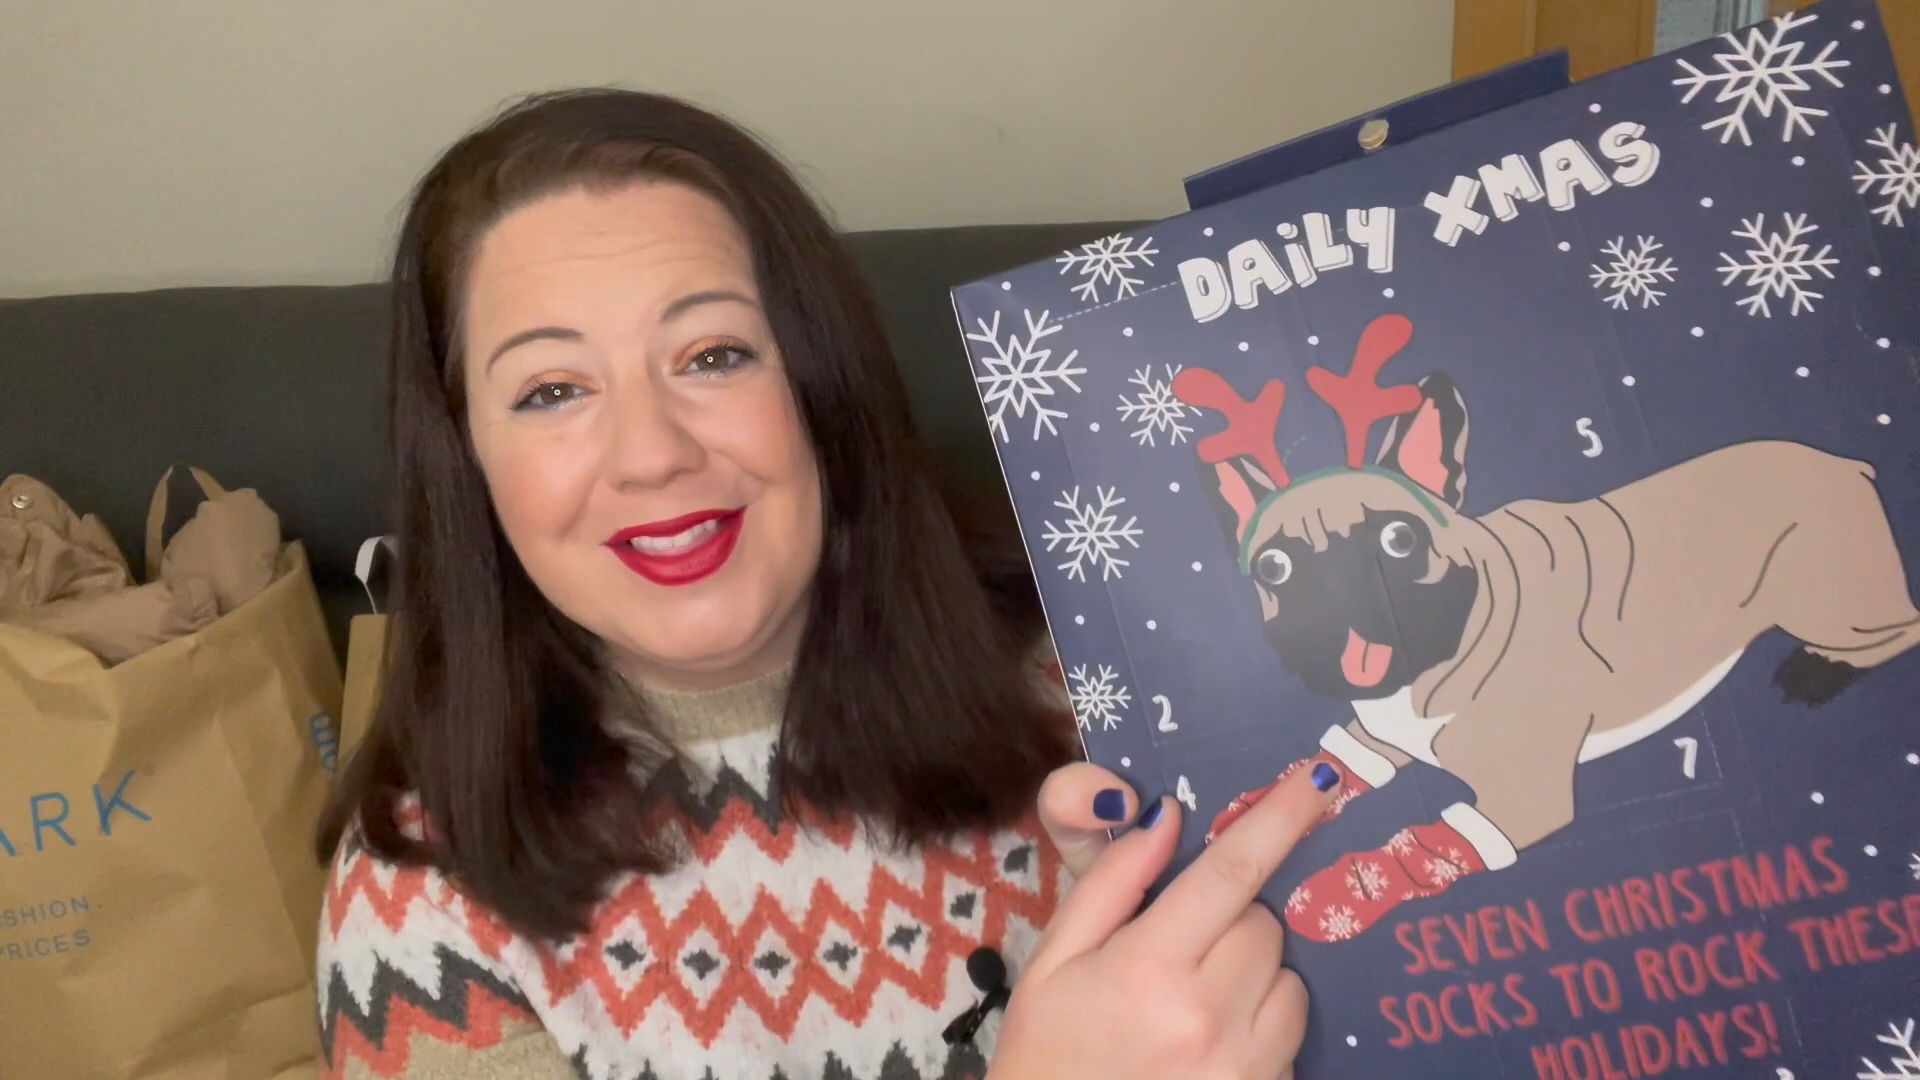 DAiLY XMAS
5
2
7
4
SEVEN CHRISTMAS
SOCKS TO ROCK THESE
HOLIDAYS!
ARK
SHION.
PRICES